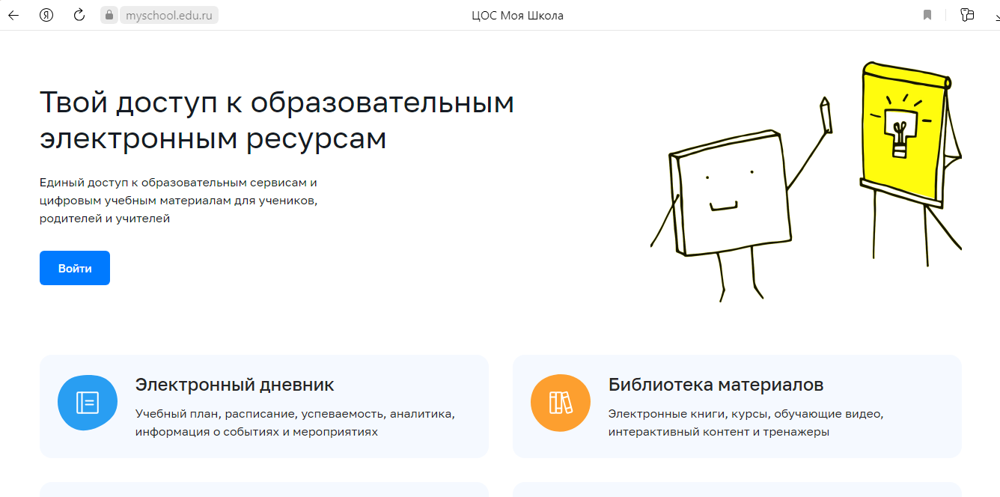 Я
myschool.edu.ru
ЦОС Моя Школа
Твой доступ к образовательным
электронным ресурсам
Единый доступ к образовательным сервисам и
цифровым учебным материалам для учеников,
родителей и учителей
Войти
Электронный дневник
Учебный план, расписание, успеваемость, аналитика,
информация о событиях и мероприятиях
Библиотека материалов
Электронные книги, курсы, обучающие видео,
интерактивный контент и тренажеры